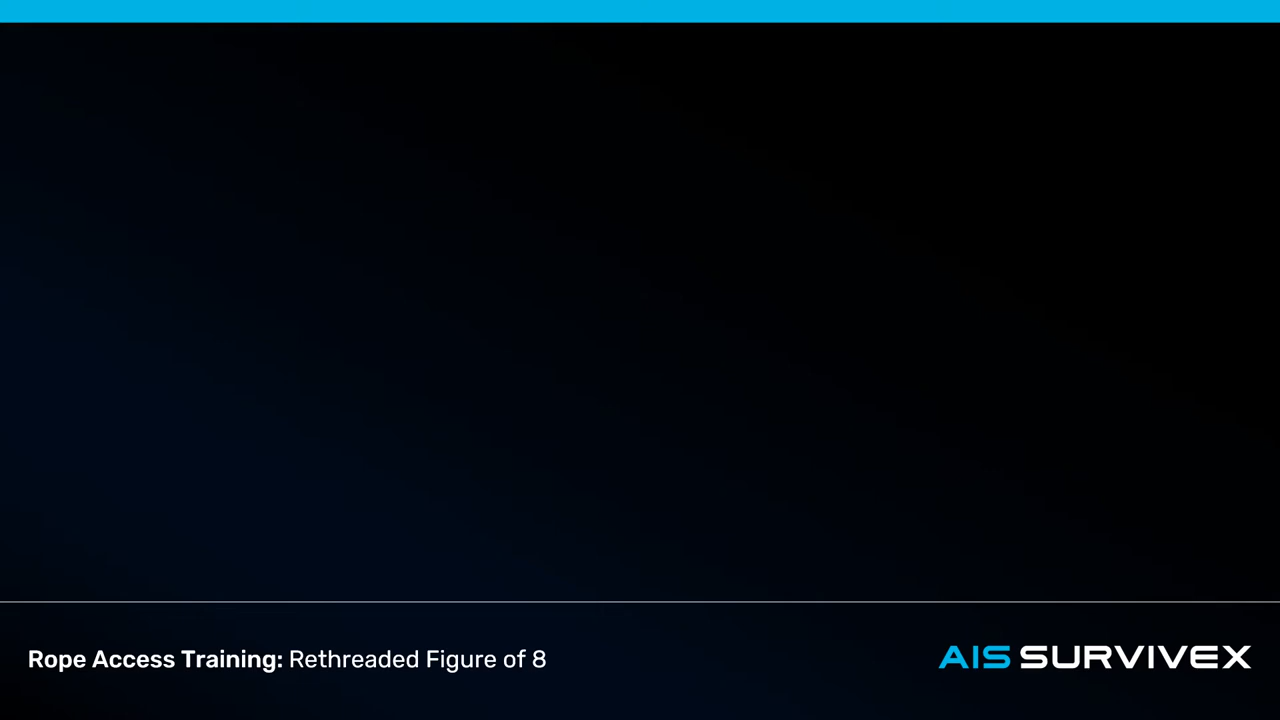 Rope Access Training: Rethreaded Figure of 8
AIS SURVIVEX